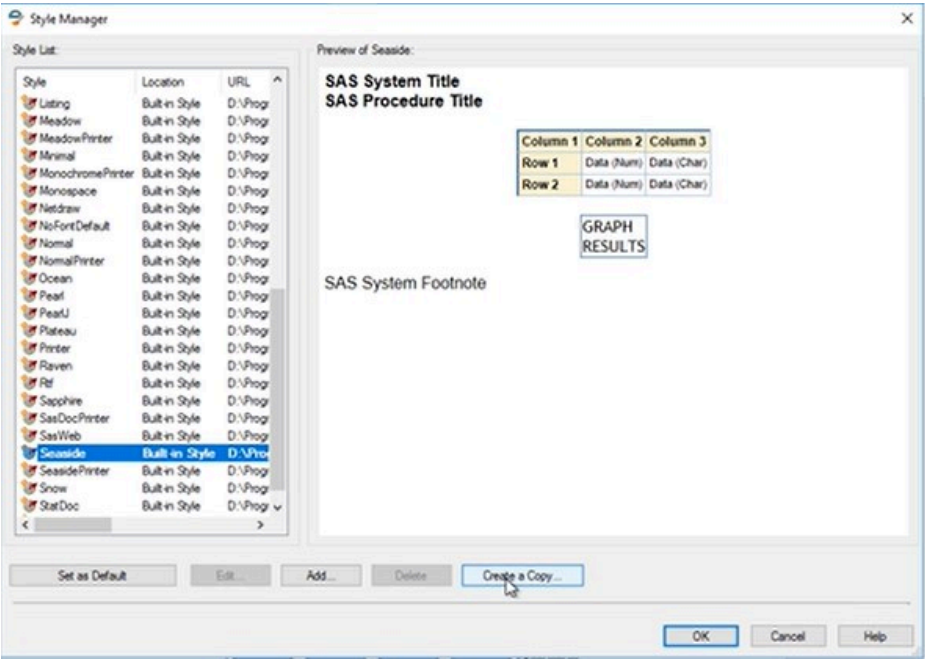 Style Manager
Style List:
Preview of Seaside:
Style Location URL
Listing Built-in Style D:\Progr
Meadow Built-in Style D:\Progr
MeadowPrinter Built-in Style D:\Progr
Minimal Built-in Style D:\Progr
MonochromePrinter Built-in Style D:\Progr
Monospace Built-in Style D:\Progr
Netdraw Built-in Style D:\Progr
NoFontDefault Built-in Style D:\Progr
Normal Built-in Style D:\Progr
NormalPrinter Built-in Style D:\Progr
Ocean Built-in Style D:\Progr
Pearl Built-in Style D:\Progr
PearlJ Built-in Style D:\Progr
Plateau Built-in Style D:\Progr
Printer Built-in Style D:\Progr
Raven Built-in Style D:\Progr
Rtf Built-in Style D:\Progr
Sapphire Built-in Style D:\Progr
SasDocPrinter Built-in Style D:\Progr
SasWeb Built-in Style D:\Progr
Seaside Built-in Style D:\Pro
SeasidePrinter Built-in Style D:\Progr
Snow Built-in Style D:\Progr
StatDoc Built-in Style D:\Progr
SAS System Title
SAS Procedure Title
Column 1 Column 2 Column 3
Row 1 Data (Num) Data (Char)
Row 2 Data (Num) Data (Char)
GRAPH
RESULTS
SAS System Footnote
Set as Default Edit... Add... Delete Create a Copy...
OK Cancel Help